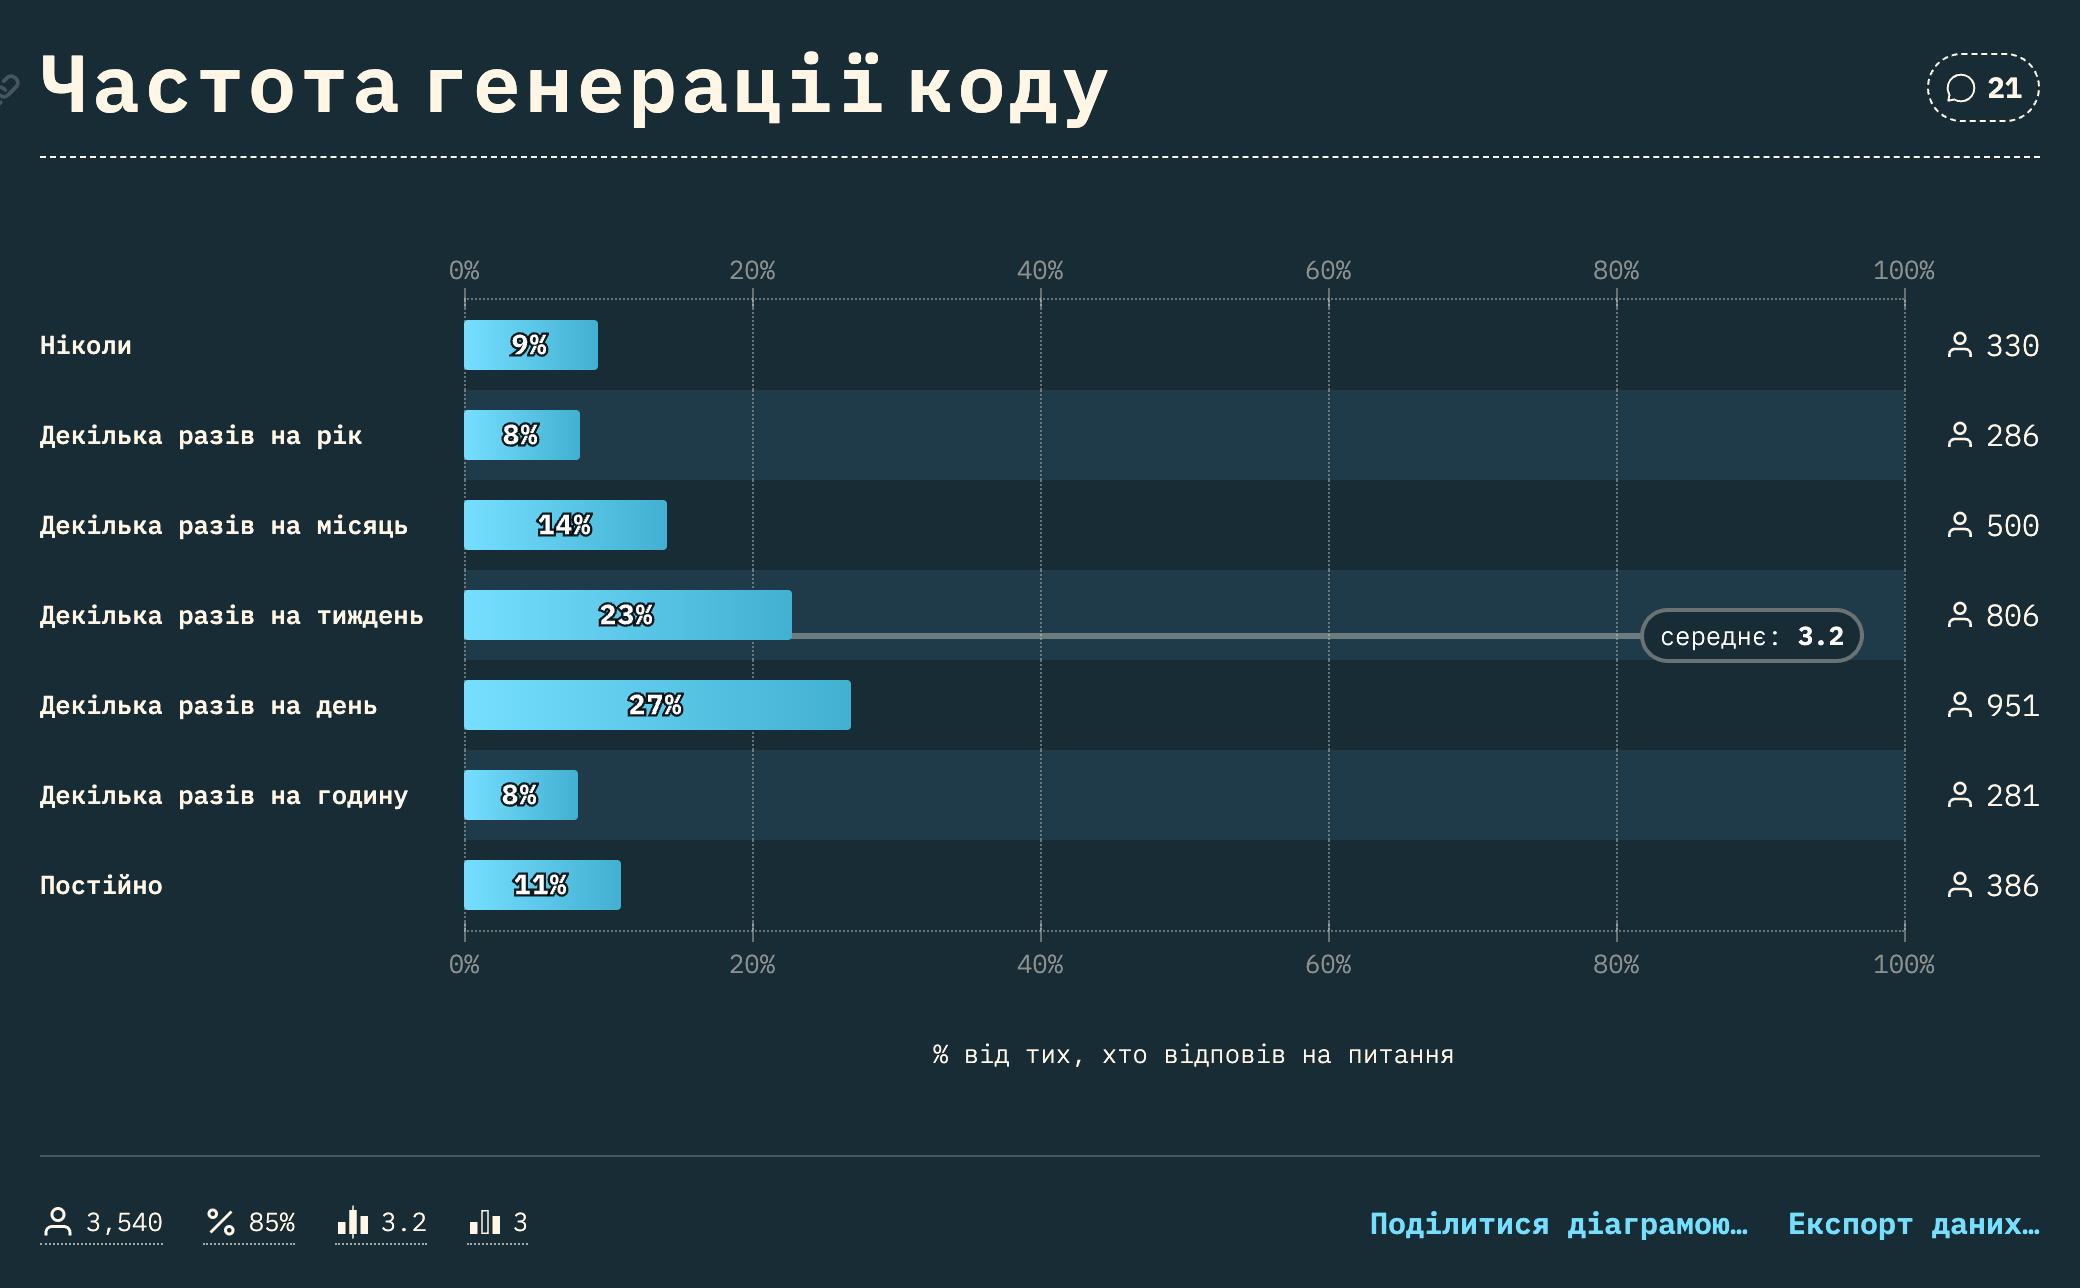 Частота генерації коду
21
0% 20% 40% 60% 80% 100%
Ніколи 9% 330
Декілька разів на рік 8% 286
Декілька разів на місяць 14% 500
Декілька разів на тиждень 23% 806
середнє: 3.2
Декілька разів на день 27% 951
Декілька разів на годину 8% 281
Постійно 11% 386
0% 20% 40% 60% 80% 100%
% від тих, хто відповів на питання
3,540 85% 3.2 3 Поділитися діаграмою… Експорт даних…